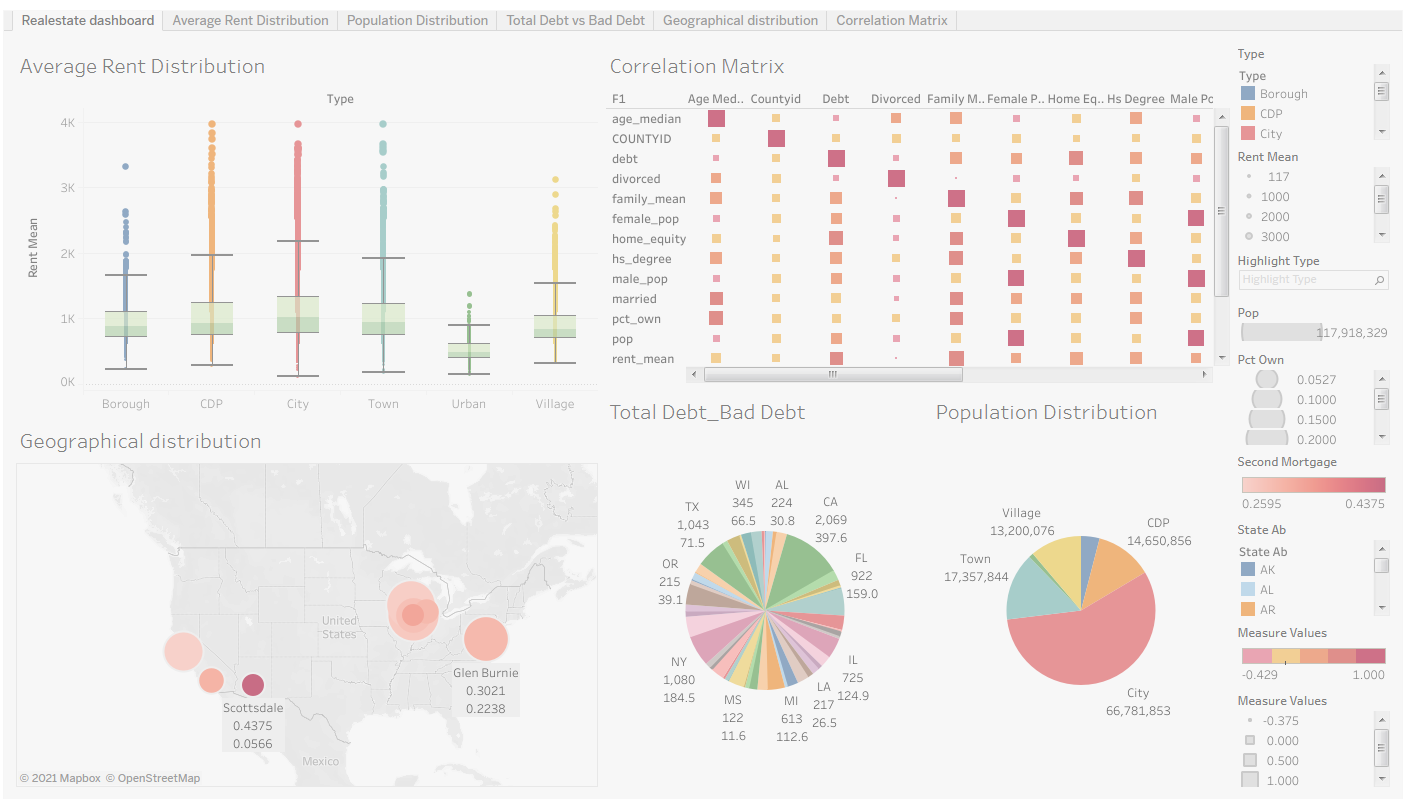 Realestate dashboard
Average Rent Distribution
Population Distribution
Total Debt vs Bad Debt
Geographical distribution
Correlation Matrix
Average Rent Distribution
Type
Rent Mean
4K
3K
2K
1K
0K
Borough
CDP
City
Town
Urban
Village
Correlation Matrix
F1
Age Med..
Countyid
Debt
Divorced
Family M..
Female P..
Home Eq..
Hs Degree
Male Pc
age_median
COUNTYID
debt
divorced
family_mean
female_pop
home_equity
hs_degree
male_pop
married
pct_own
pop
rent_mean
Geographical distribution
United
States
Mexico
Glen Burnie
0.3021
0.2238
Scottsdale
0.4375
0.0566
© 2021 Mapbox © OpenStreetMap
Total Debt_Bad Debt
WI
345
66.5
AL
224
30.8
CA
2,069
397.6
TX
1,043
71.5
FL
922
159.0
OR
215
39.1
NY
1,080
184.5
MS
122
11.6
MI
613
112.6
LA
217
26.5
IL
725
124.9
Population Distribution
Village
13,200,076
CDP
14,650,856
Town
17,357,844
City
66,781,853
Type
Type
Borough
CDP
City
Rent Mean
117
1000
2000
3000
Highlight Type
Highlight Type
Pop
117,918,329
Pct Own
0.0527
0.1000
0.1500
0.2000
Second Mortgage
0.2595
0.4375
State Ab
State Ab
AK
AL
AR
Measure Values
-0.429
1.000
Measure Values
-0.375
0.000
0.500
1.000